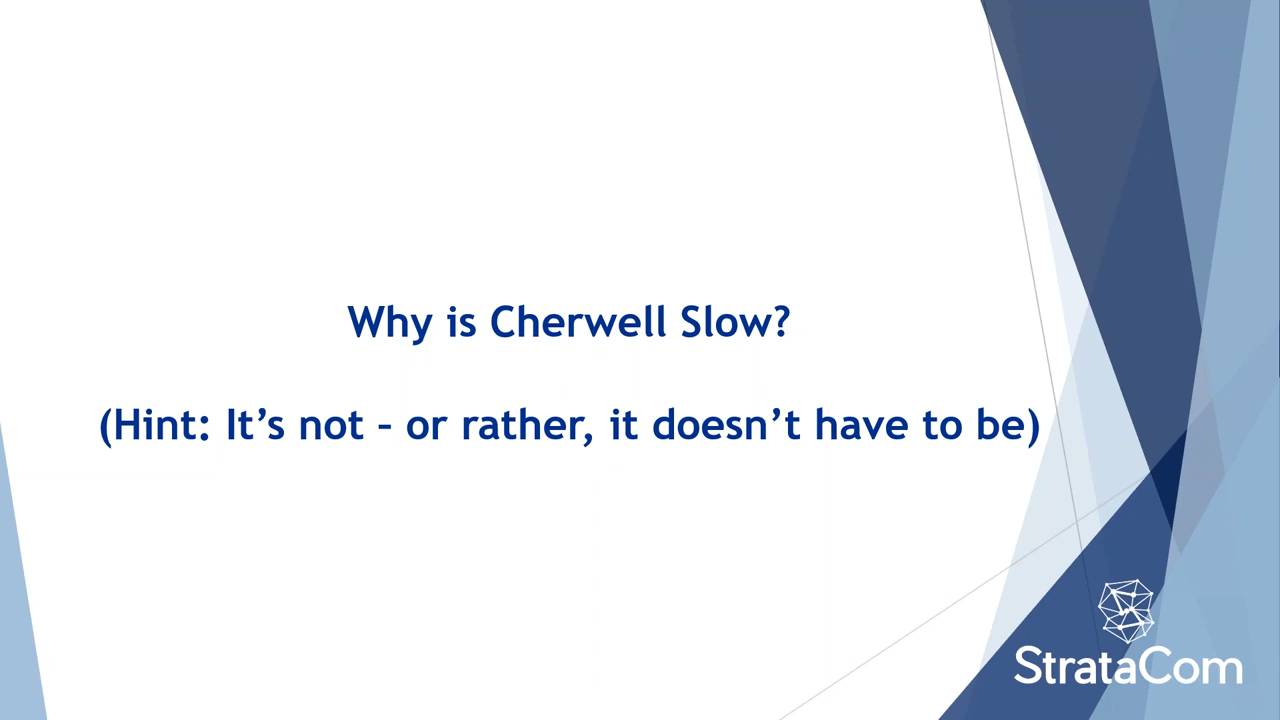 Why is Cherwell Slow?
(Hint: It’s not – or rather, it doesn’t have to be)
StrataCom